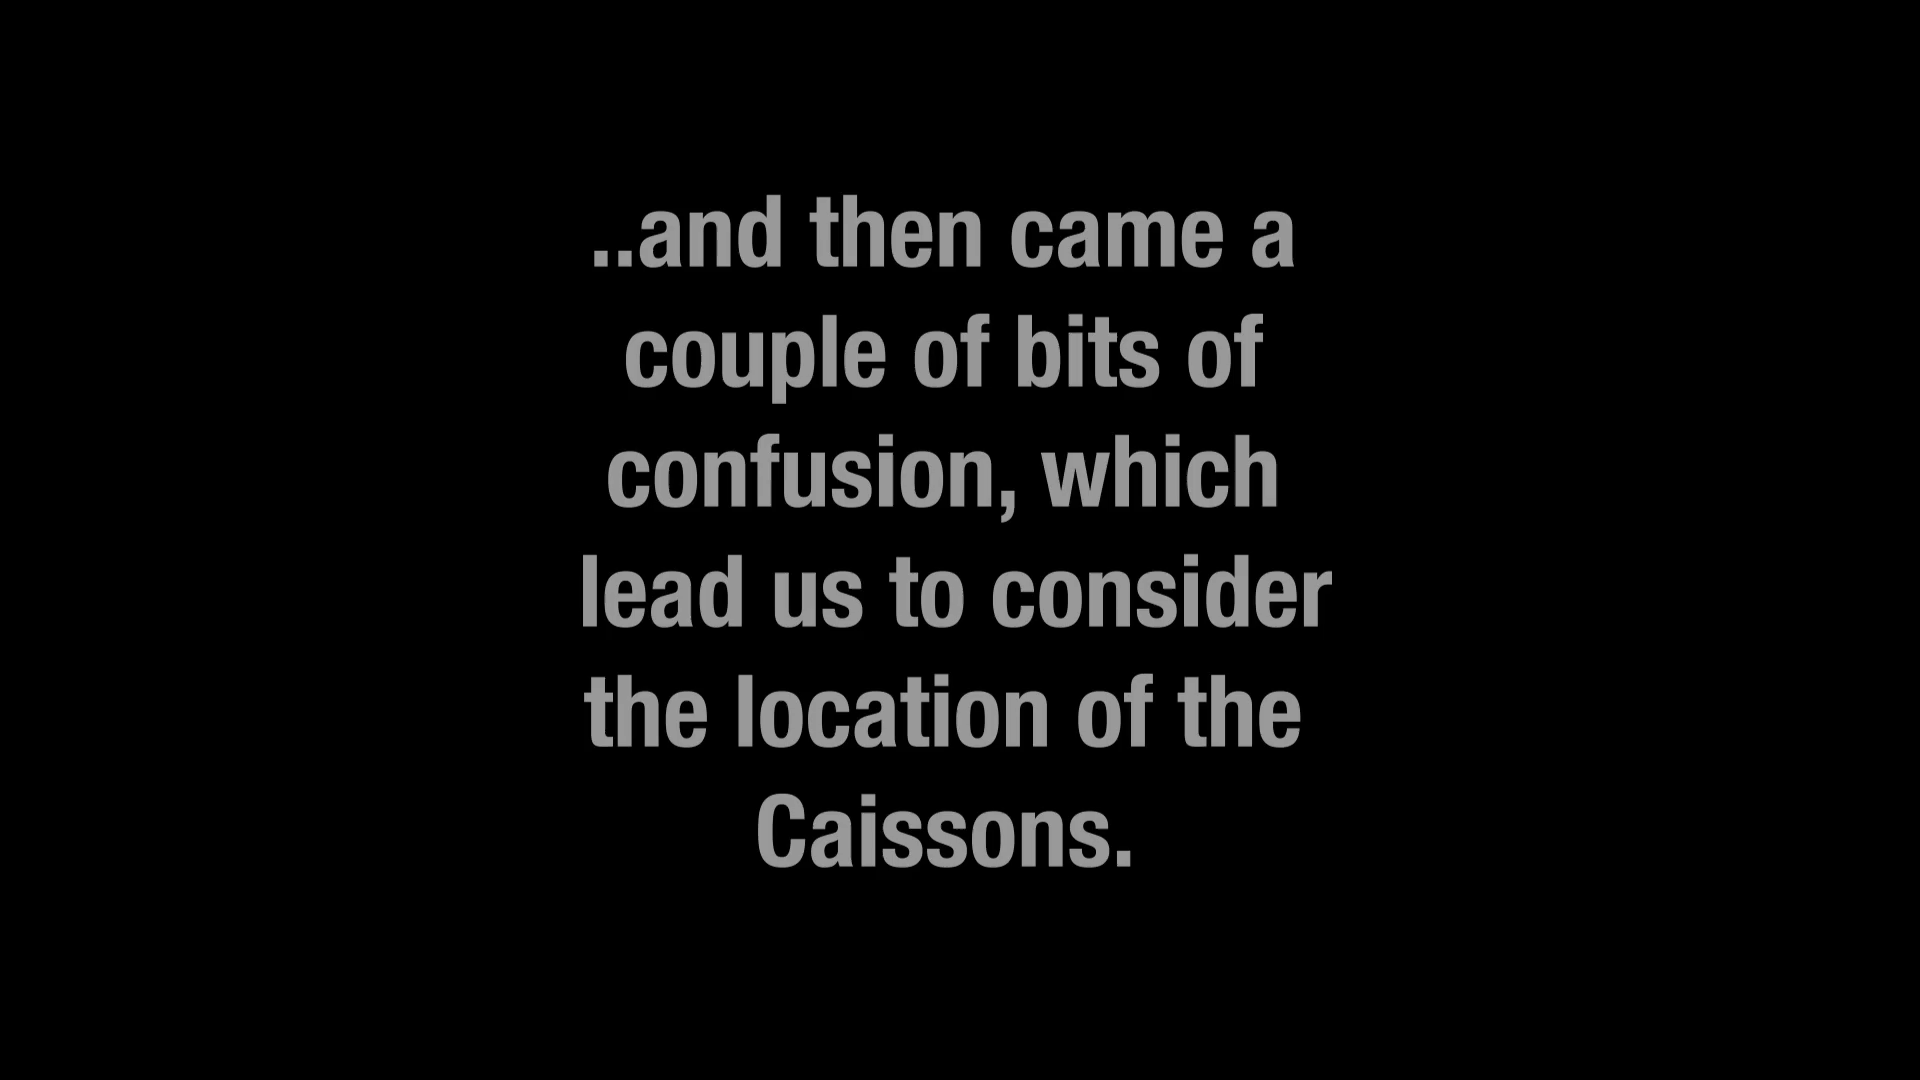 ..and then came a
couple of bits of
confusion, which
lead us to consider
the location of the
Caissons.